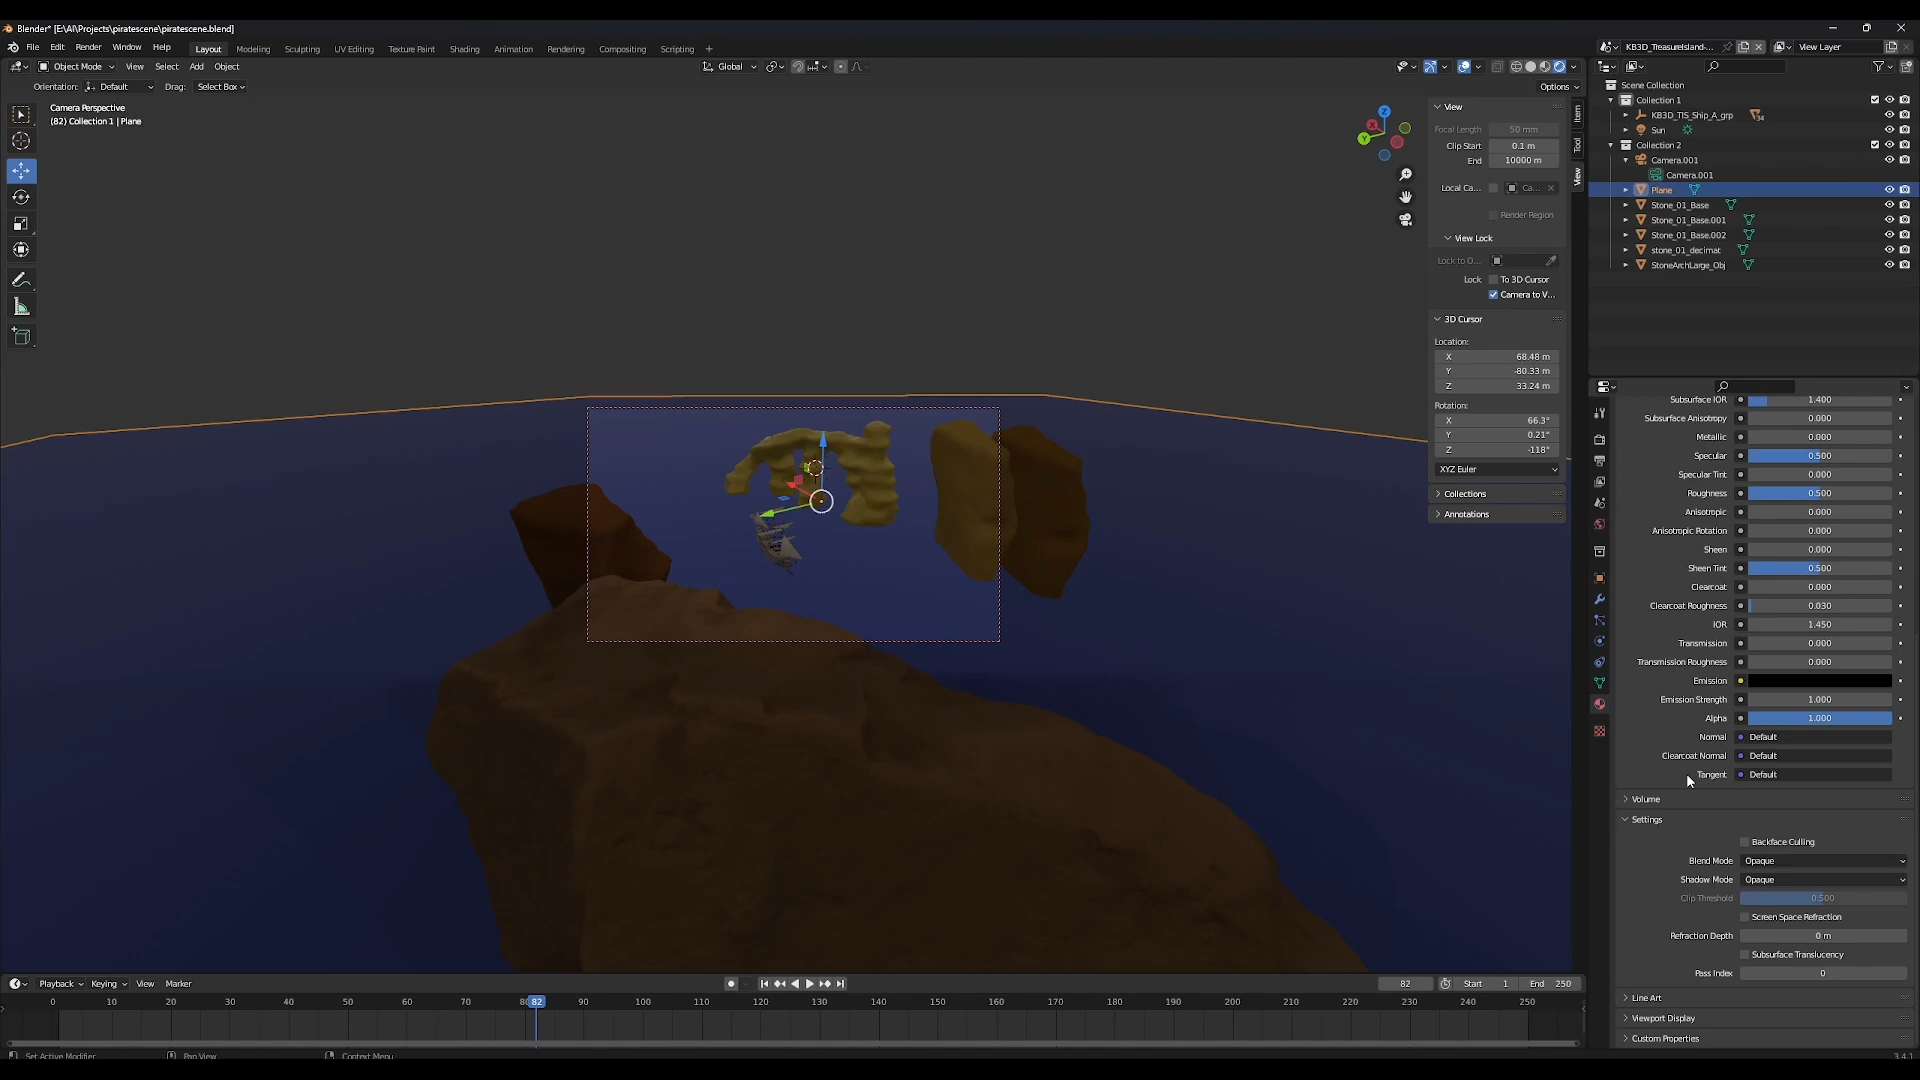 Blender* [E:\AI\Projects\piratescene\piratescene.blend]
File Edit Render Window Help Layout Modeling Sculpting UV Editing Texture Paint Shading Animation Rendering Compositing Scripting + KB3D_TreasureIsland-... View Layer
Object Mode View Select Add Object Global
Orientation: Default Drag: Select Box Options
Camera Perspective
(82) Collection 1 | Plane
X
Y
Z
View
Focal Length 50 mm
Clip Start 0.1 m
End 10000 m
Local Ca... Ca...
Render Region
View Lock
Lock to O...
Lock To 3D Cursor
Camera to V...
3D Cursor
Location:
X 68.48 m
Y -80.33 m
Z 33.24 m
Rotation:
X 66.3°
Y 0.21°
Z -118°
XYZ Euler
Collections
Annotations
Item
Tool
View
Scene Collection
Collection 1
KB3D_TIS_Ship_A_grp 34
Sun
Collection 2
Camera.001
Camera.001
Plane
Stone_01_Base
Stone_01_Base.001
Stone_01_Base.002
stone_01_decimat
StoneArchLarge_Obj
Subsurface IOR 1.400
Subsurface Anisotropy 0.000
Metallic 0.000
Specular 0.500
Specular Tint 0.000
Roughness 0.500
Anisotropic 0.000
Anisotropic Rotation 0.000
Sheen 0.000
Sheen Tint 0.500
Clearcoat 0.000
Clearcoat Roughness 0.030
IOR 1.450
Transmission 0.000
Transmission Roughness 0.000
Emission
Emission Strength 1.000
Alpha 1.000
Normal Default
Clearcoat Normal Default
Tangent Default
Volume
Settings
Backface Culling
Blend Mode Opaque
Shadow Mode Opaque
Clip Threshold 0.500
Screen Space Refraction
Refraction Depth 0 m
Subsurface Translucency
Pass Index 0
Line Art
Viewport Display
Custom Properties
Playback Keying View Marker 82 Start 1 End 250
0 10 20 30 40 50 60 70 82 90 100 110 120 130 140 150 160 170 180 190 200 210 220 230 240 250
Set Active Modifier Pan View Context Menu 3.4.1